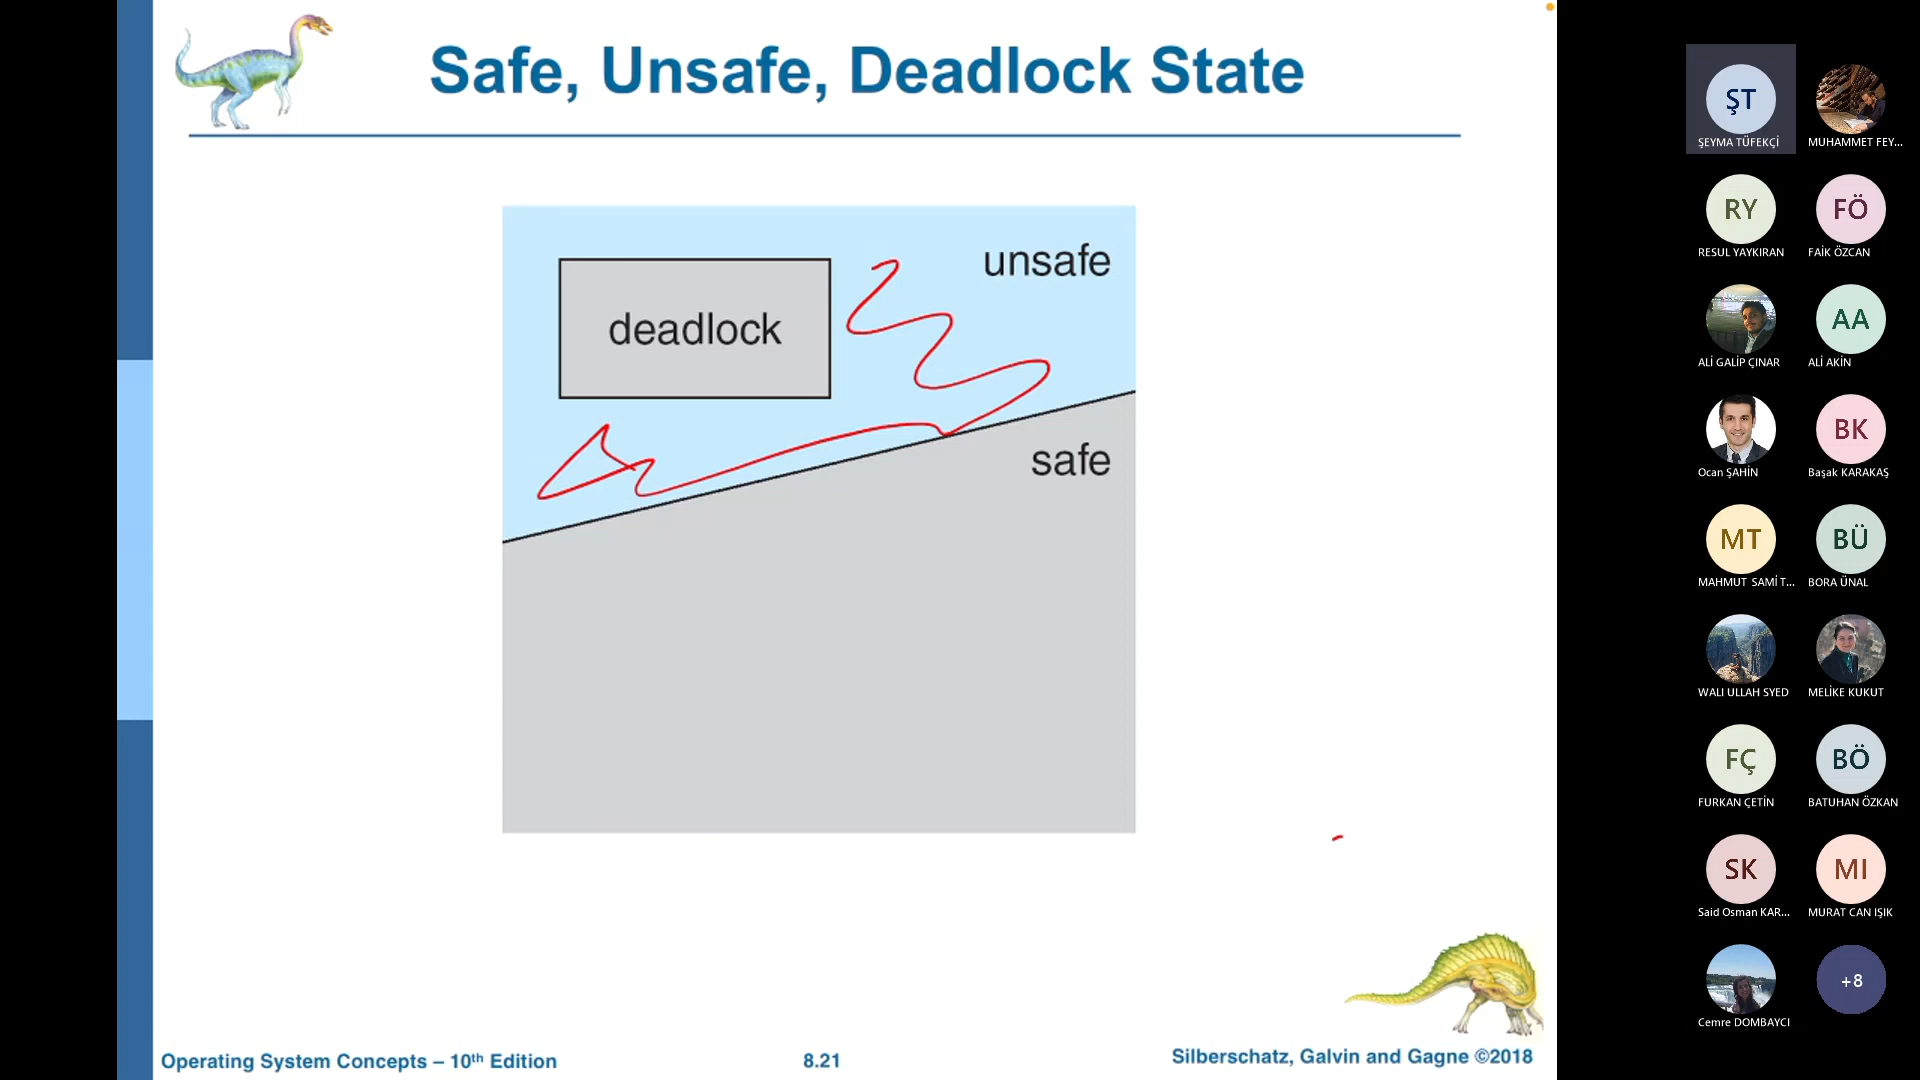 Safe, Unsafe, Deadlock State
unsafe
deadlock
safe
Operating System Concepts – 10th Edition
8.21
Silberschatz, Galvin and Gagne ©2018
ŞT
ŞEYMA TÜFEKÇİ
MUHAMMET FEY...
RY
RESUL YAYKIRAN
FÖ
FAİK ÖZCAN
ALİ GALİP ÇINAR
AA
ALİ AKİN
Ocan ŞAHİN
BK
Başak KARAKAŞ
MT
MAHMUT SAMİ T...
BÜ
BORA ÜNAL
WALI ULLAH SYED
MELİKE KUKUT
FÇ
FURKAN ÇETİN
BÖ
BATUHAN ÖZKAN
SK
Said Osman KAR...
MI
MURAT CAN IŞIK
Cemre DOMBAYCI
+8